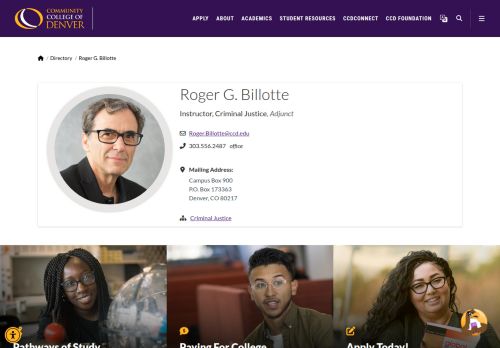 COMMUNITY
COLLEGE OF
DENVER
APPLY ABOUT ACADEMICS STUDENT RESOURCES CCDCONNECT CCD FOUNDATION
/ Directory / Roger G. Billotte
Roger G. Billotte
Instructor, Criminal Justice, Adjunct
Roger.Billotte@ccd.edu
303.556.2487 office
Mailing Address:
Campus Box 900
P.O. Box 173363
Denver, CO 80217
Criminal Justice
Pathways of Study
Paying For College
Apply Today!